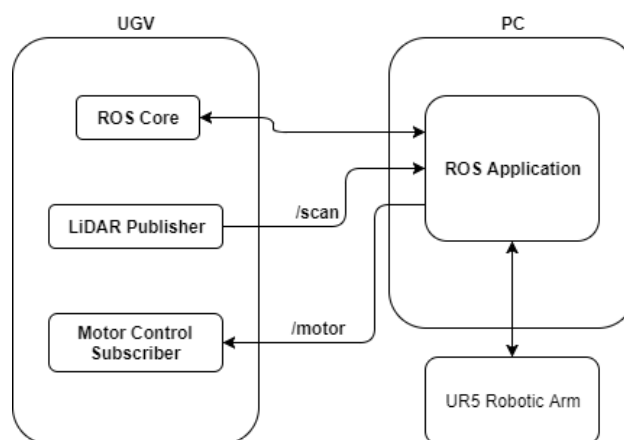 UGV
PC
ROS Core
ROS Application
LiDAR Publisher
/scan
Motor Control
Subscriber
/motor
UR5 Robotic Arm